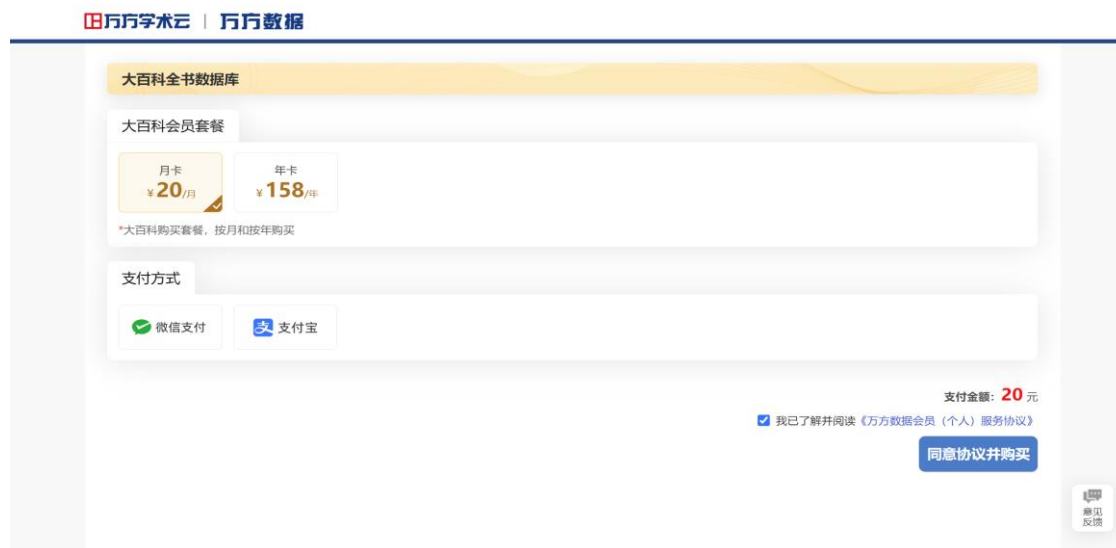 万方学术云 | 万方数据
大百科全书数据库
大百科会员套餐
月卡 年卡
¥20/月 ¥158/年
*大百科购买套餐，按月和按年购买
支付方式
微信支付 支 支付宝
支付金额：20 元
我已了解并阅读《万方数据会员（个人）服务协议》
同意协议并购买
意见
反馈